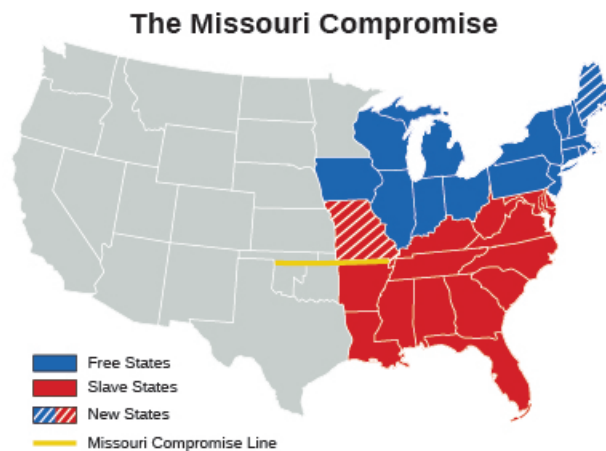 The Missouri Compromise
Free States
Slave States
New States
Missouri Compromise Line